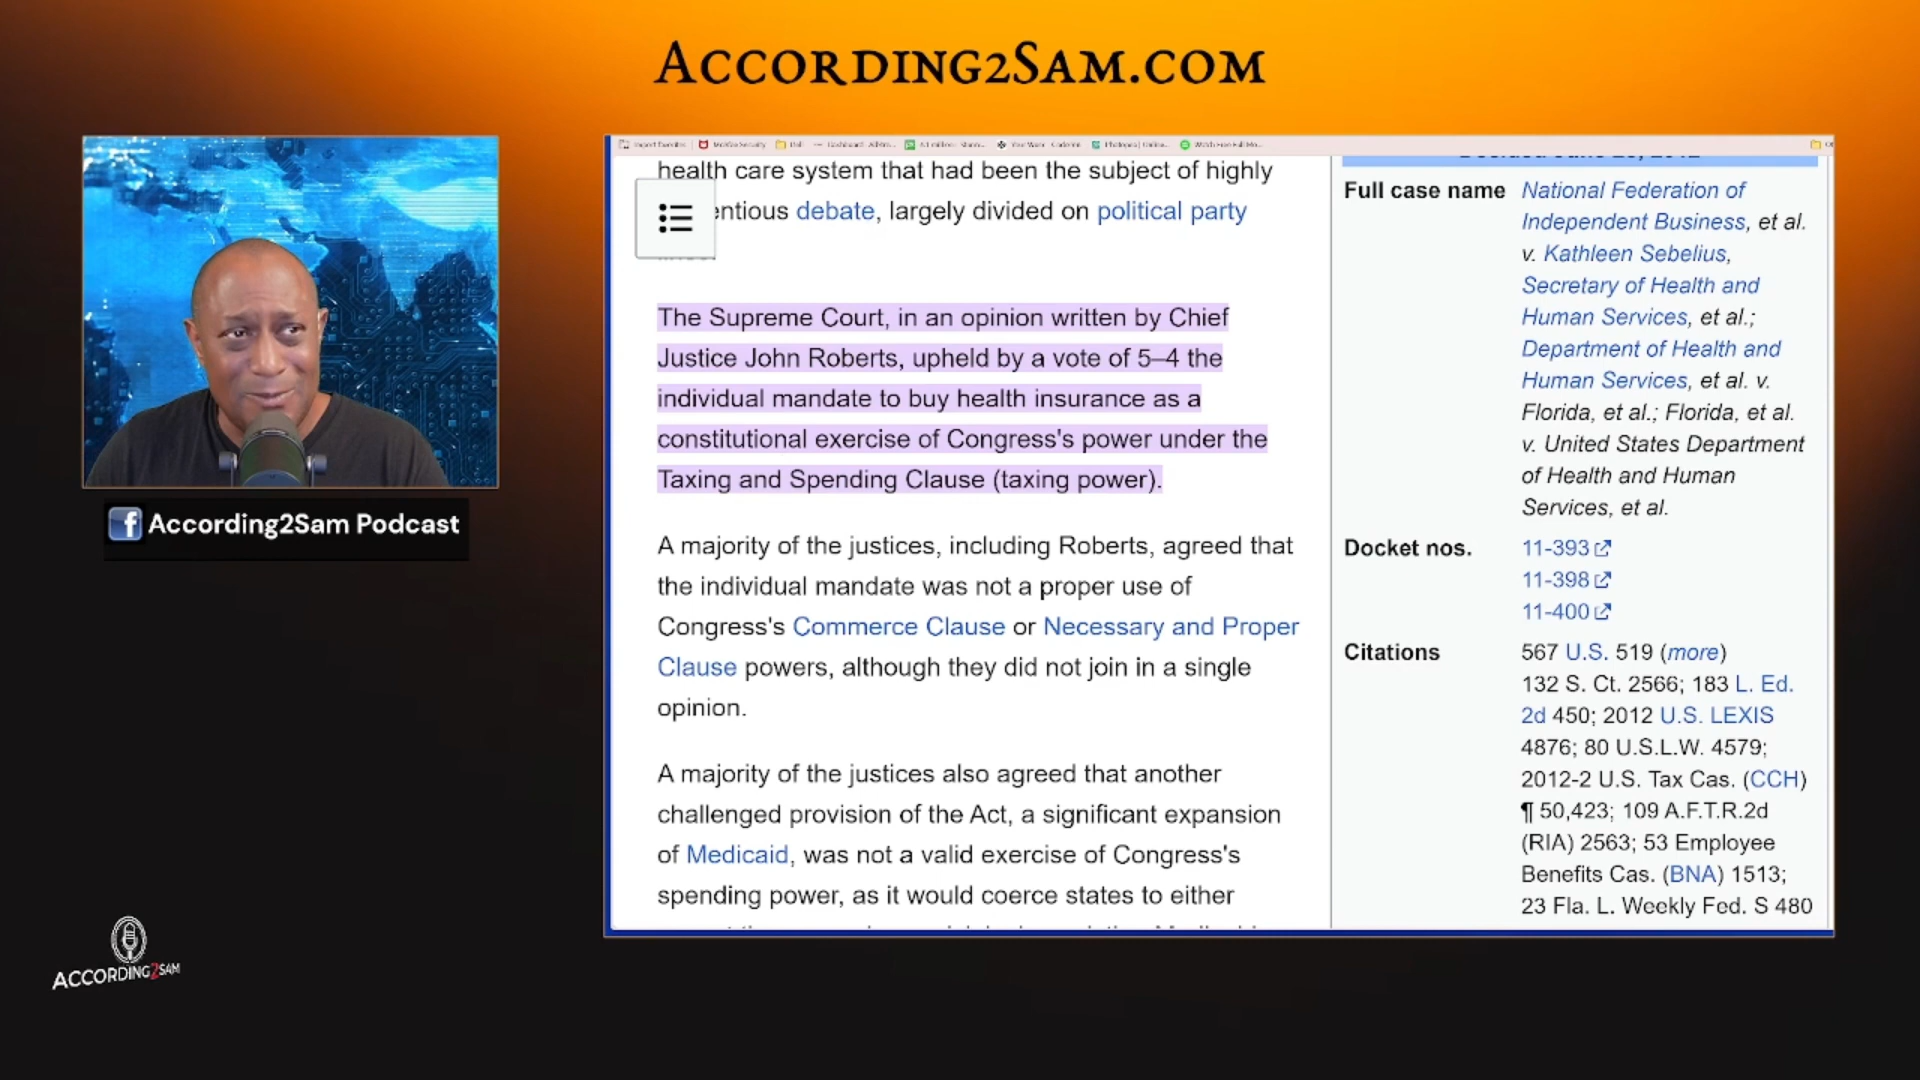 According2Sam.com
McAfee Security
health care system that had been the subject of highly
entious debate, largely divided on political party
The Supreme Court, in an opinion written by Chief
Justice John Roberts, upheld by a vote of 5–4 the
individual mandate to buy health insurance as a
constitutional exercise of Congress's power under the
Taxing and Spending Clause (taxing power).
A majority of the justices, including Roberts, agreed that
the individual mandate was not a proper use of
Congress's Commerce Clause or Necessary and Proper
Clause powers, although they did not join in a single
opinion.
A majority of the justices also agreed that another
challenged provision of the Act, a significant expansion
of Medicaid, was not a valid exercise of Congress's
spending power, as it would coerce states to either
Full case name National Federation of
Independent Business, et al.
v. Kathleen Sebelius,
Secretary of Health and
Human Services, et al.;
Department of Health and
Human Services, et al. v.
Florida, et al.; Florida, et al.
v. United States Department
of Health and Human
Services, et al.
Docket nos. 11-393
11-398
11-400
Citations 567 U.S. 519 (more)
132 S. Ct. 2566; 183 L. Ed.
2d 450; 2012 U.S. LEXIS
4876; 80 U.S.L.W. 4579;
2012-2 U.S. Tax Cas. (CCH)
¶ 50,423; 109 A.F.T.R.2d
(RIA) 2563; 53 Employee
Benefits Cas. (BNA) 1513;
23 Fla. L. Weekly Fed. S 480
According2Sam Podcast
ACCORDING2SAM